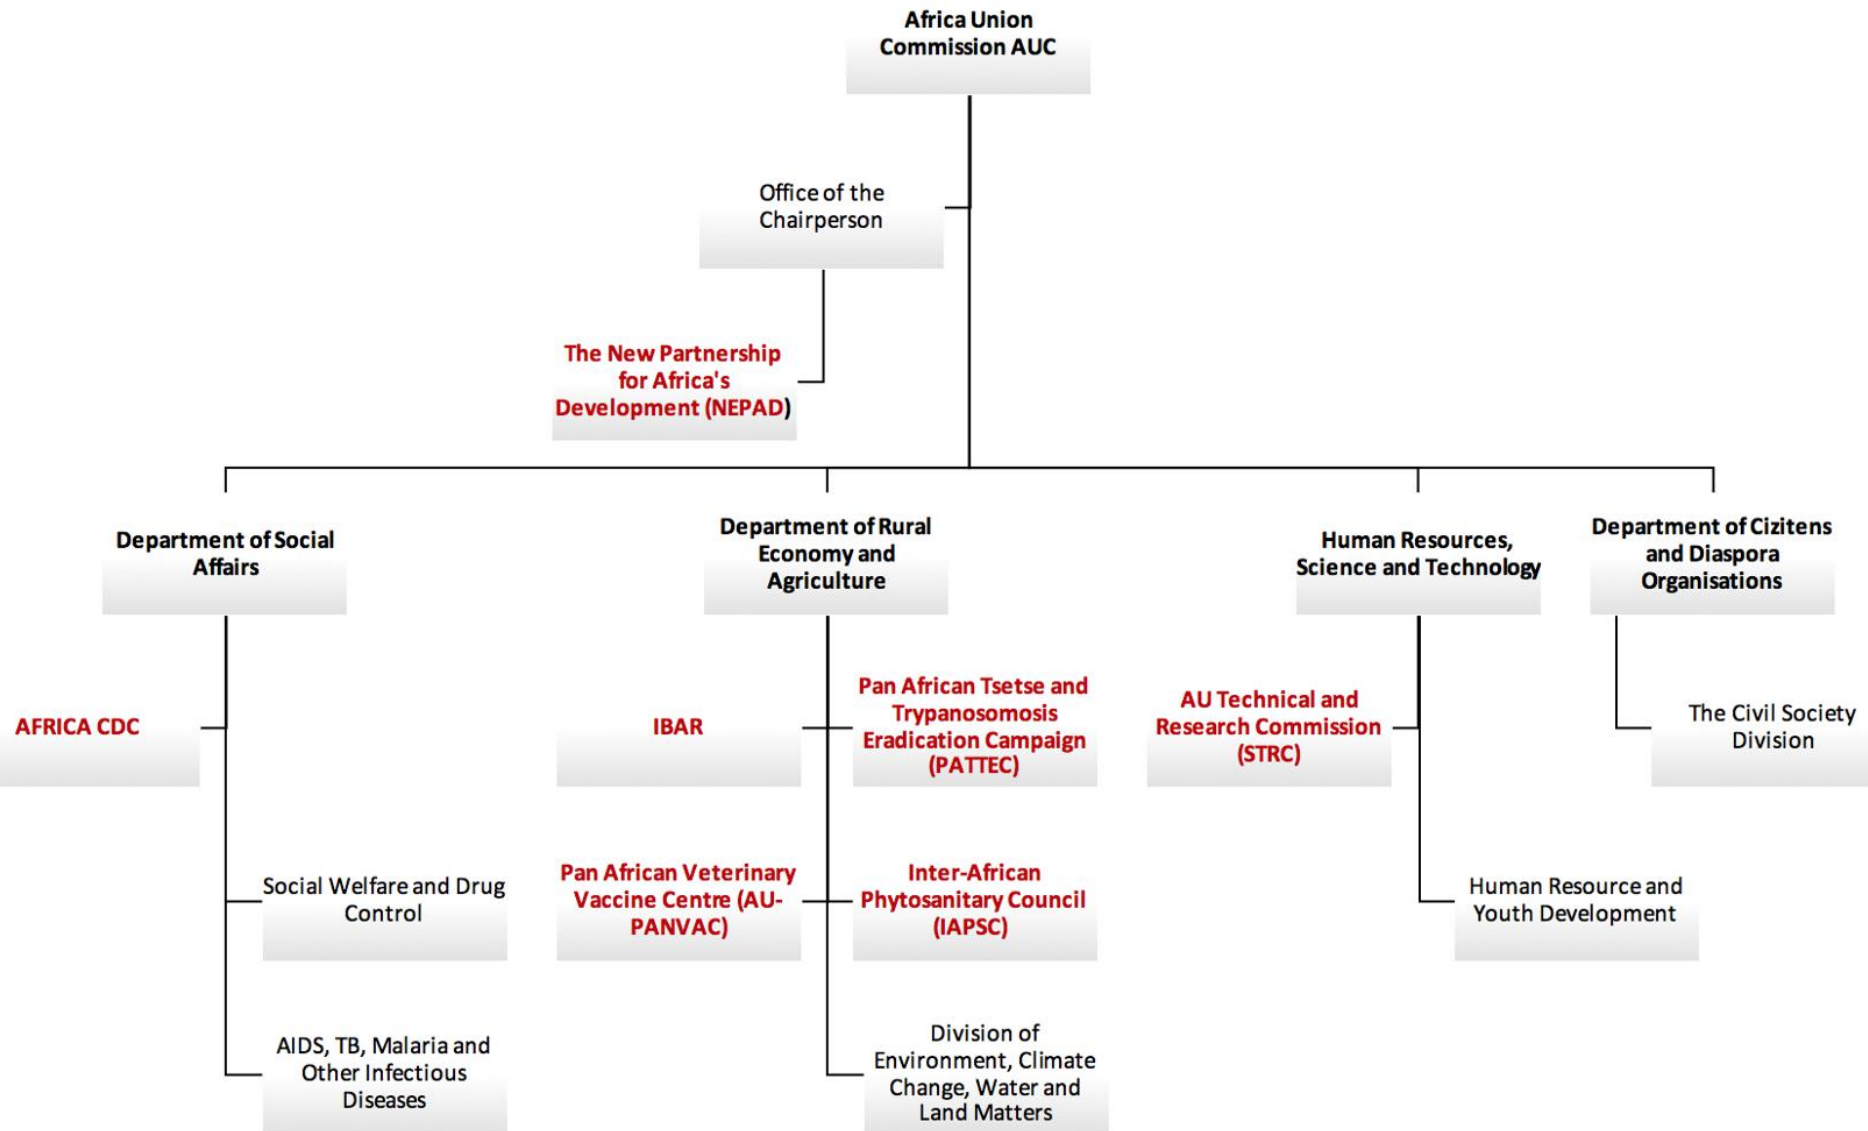 Africa Union
Commission AUC
Office of the
Chairperson
The New Partnership
for Africa's
Development (NEPAD)
Department of Social
Affairs
Department of Rural
Economy and
Agriculture
Human Resources,
Science and Technology
Department of Cizitens
and Diaspora
Organisations
AFRICA CDC
IBAR
Pan African Tsetse and
Trypanosomosis
Eradication Campaign
(PATTEC)
AU Technical and
Research Commission
(STRC)
The Civil Society
Division
Social Welfare and Drug
Control
Pan African Veterinary
Vaccine Centre (AU-
PANVAC)
Inter-African
Phytosanitary Council
(IAPSC)
Human Resource and
Youth Development
AIDS, TB, Malaria and
Other Infectious
Diseases
Division of
Environment, Climate
Change, Water and
Land Matters